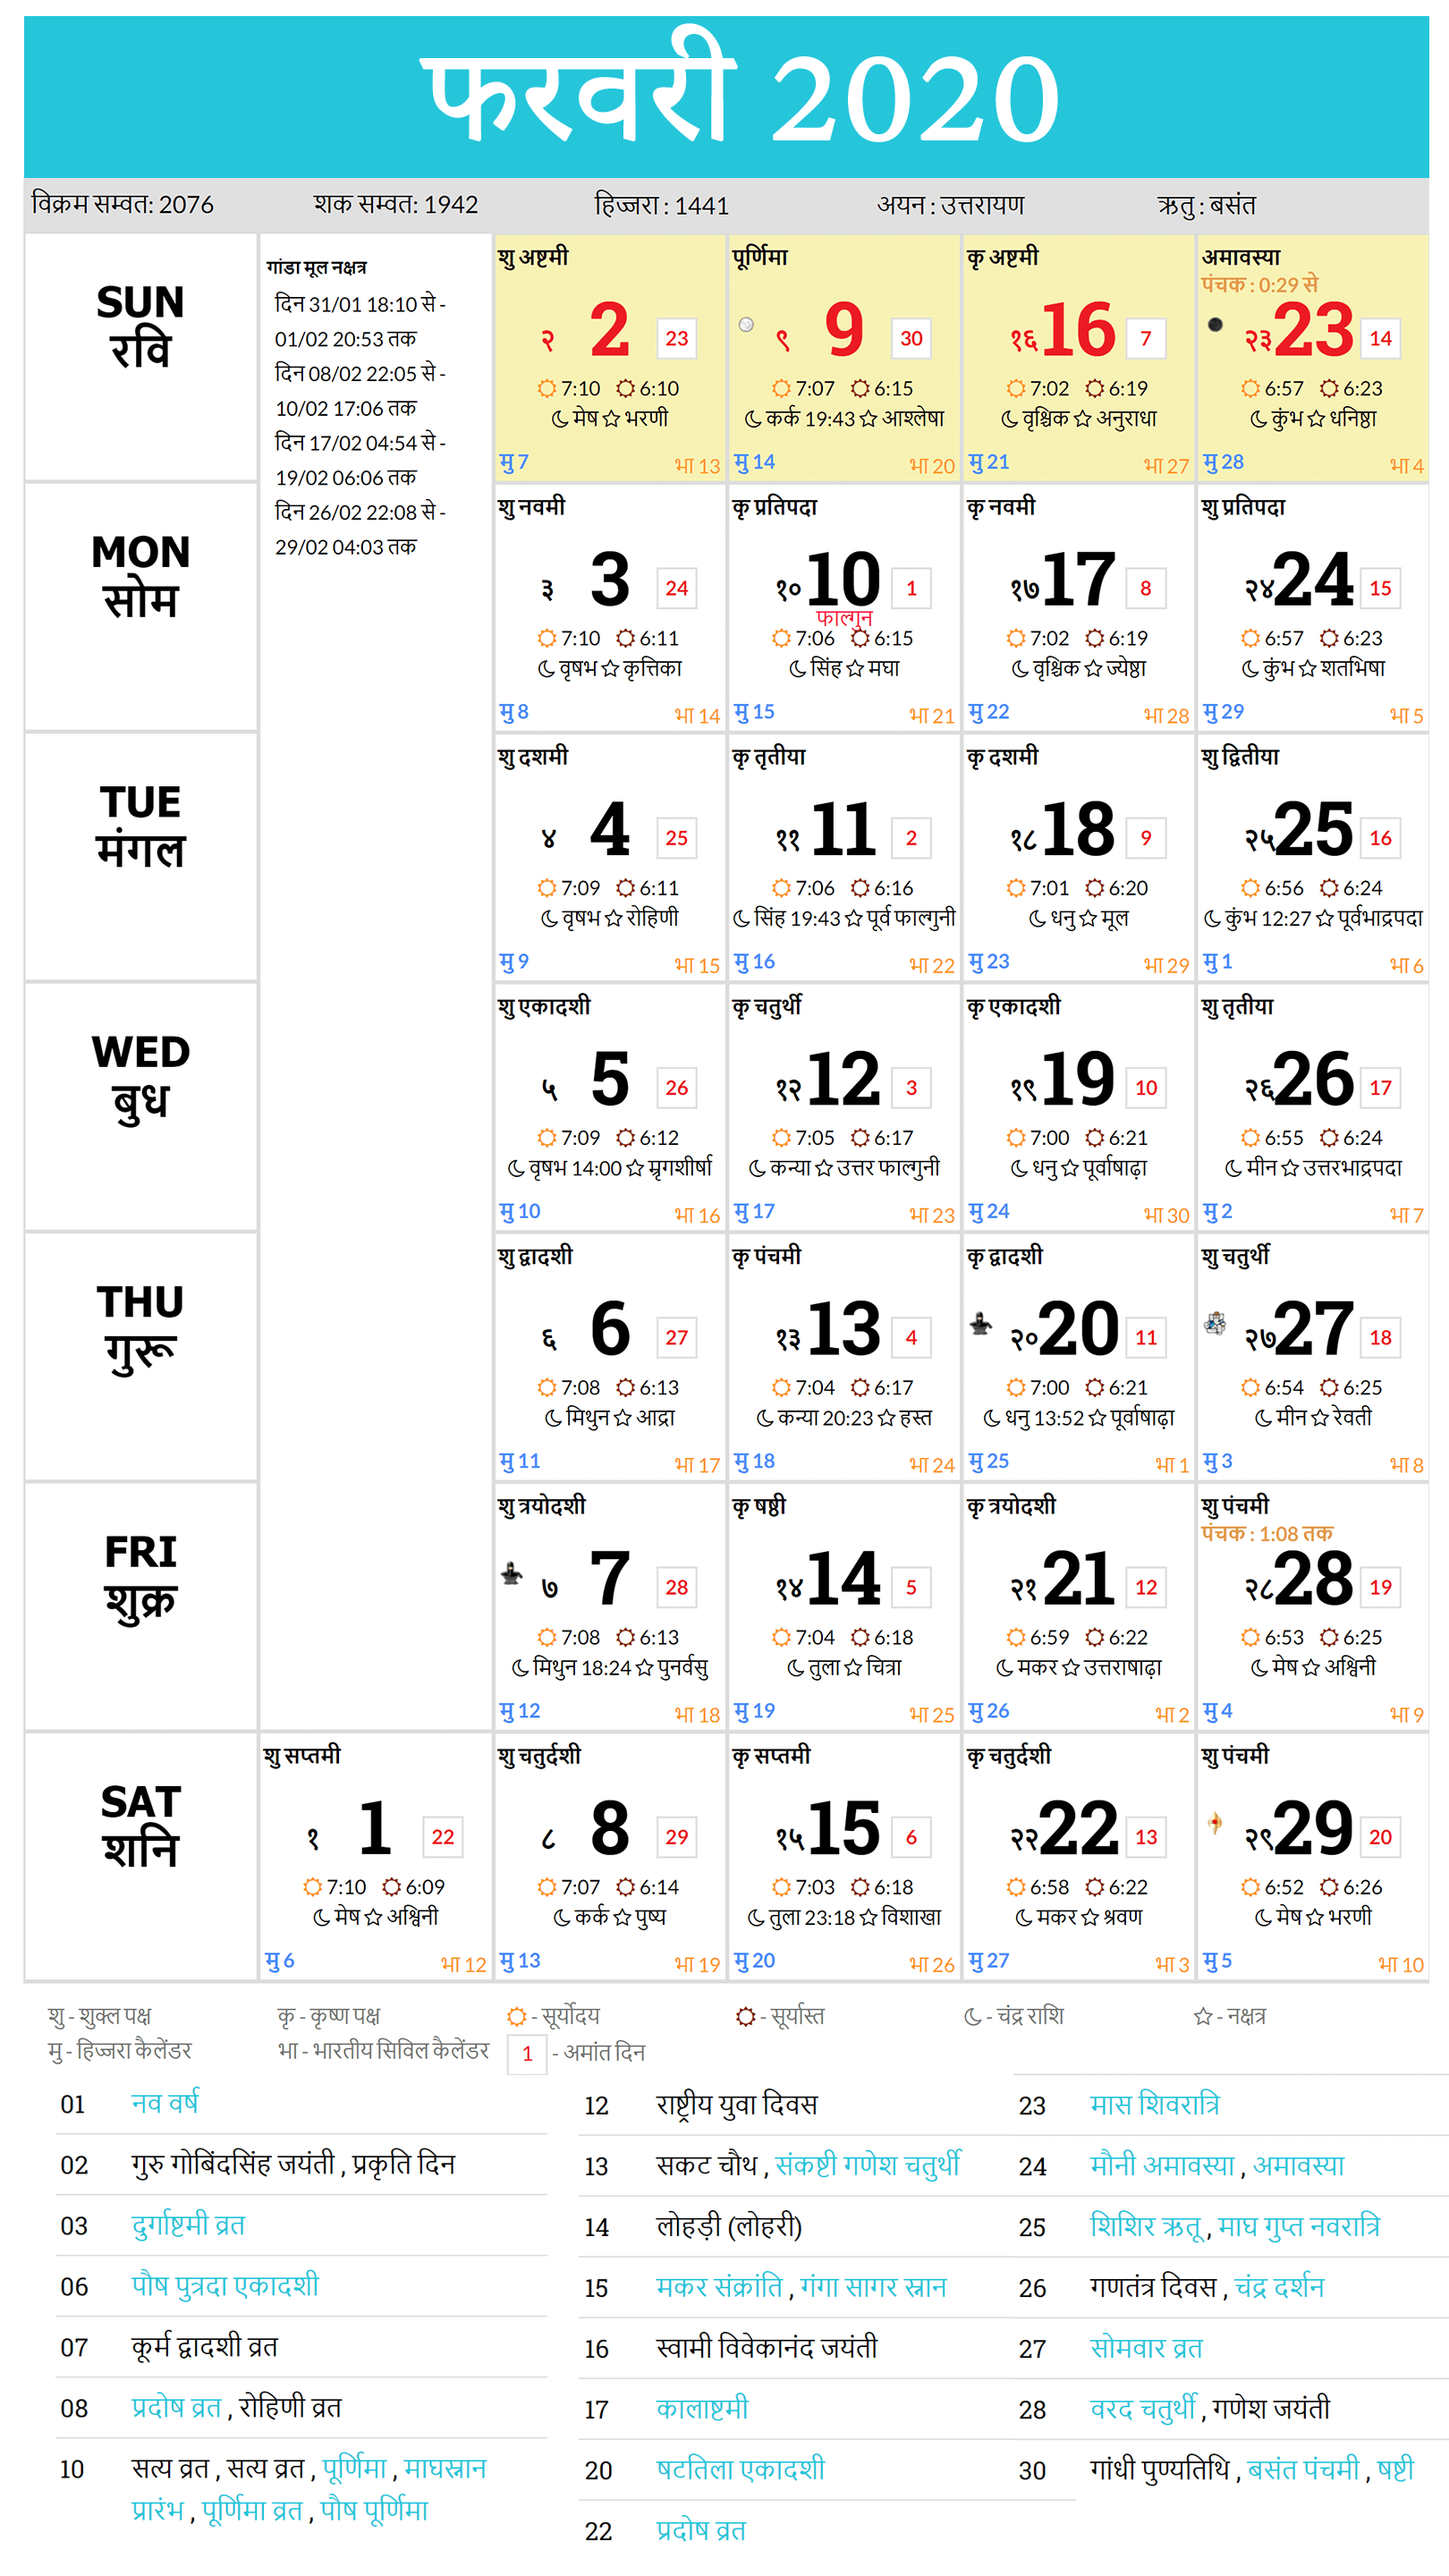 फरवरी 2020
विक्रम सम्वत: 2076 शक सम्वत: 1942 हिज्जरा : 1441 अयन : उत्तरायण ऋतु : बसंत
SUN
रवि
गांडा मूल नक्षत्र
दिन 31/01 18:10 से -
01/02 20:53 तक
दिन 08/02 22:05 से -
10/02 17:06 तक
दिन 17/02 04:54 से -
19/02 06:06 तक
दिन 26/02 22:08 से -
29/02 04:03 तक
शु अष्टमी
२ 2 23
7:10 6:10
मेष भरणी
मु 7 भा 13
पूर्णिमा
९ 9 30
7:07 6:15
कर्क 19:43 आश्लेषा
मु 14 भा 20
कृ अष्टमी
१६ 16 7
7:02 6:19
वृश्चिक अनुराधा
मु 21 भा 27
अमावस्या
पंचक : 0:29 से
२३ 23 14
6:57 6:23
कुंभ धनिष्ठा
मु 28 भा 4
MON
सोम
शु नवमी
३ 3 24
7:10 6:11
वृषभ कृत्तिका
मु 8 भा 14
कृ प्रतिपदा
१० 10 1
फाल्गुन
7:06 6:15
सिंह मघा
मु 15 भा 21
कृ नवमी
१७ 17 8
7:02 6:19
वृश्चिक ज्येष्ठा
मु 22 भा 28
शु प्रतिपदा
२४ 24 15
6:57 6:23
कुंभ शतभिषा
मु 29 भा 5
TUE
मंगल
शु दशमी
४ 4 25
7:09 6:11
वृषभ रोहिणी
मु 9 भा 15
कृ तृतीया
११ 11 2
7:06 6:16
सिंह 19:43 पूर्व फाल्गुनी
मु 16 भा 22
कृ दशमी
१८ 18 9
7:01 6:20
धनु मूल
मु 23 भा 29
शु द्वितीया
२५ 25 16
6:56 6:24
कुंभ 12:27 पूर्वभाद्रपदा
मु 1 भा 6
WED
बुध
शु एकादशी
५ 5 26
7:09 6:12
वृषभ 14:00 म्रृगशीर्षा
मु 10 भा 16
कृ चतुर्थी
१२ 12 3
7:05 6:17
कन्या उत्तर फाल्गुनी
मु 17 भा 23
कृ एकादशी
१९ 19 10
7:00 6:21
धनु पूर्वाषाढ़ा
मु 24 भा 30
शु तृतीया
२६ 26 17
6:55 6:24
मीन उत्तरभाद्रपदा
मु 2 भा 7
THU
गुरू
शु द्वादशी
६ 6 27
7:08 6:13
मिथुन आद्रा
मु 11 भा 17
कृ पंचमी
१३ 13 4
7:04 6:17
कन्या 20:23 हस्त
मु 18 भा 24
कृ द्वादशी
२० 20 11
7:00 6:21
धनु 13:52 पूर्वाषाढ़ा
मु 25 भा 1
शु चतुर्थी
२७ 27 18
6:54 6:25
मीन रेवती
मु 3 भा 8
FRI
शुक्र
शु त्रयोदशी
७ 7 28
7:08 6:13
मिथुन 18:24 पुनर्वसु
मु 12 भा 18
कृ षष्ठी
१४ 14 5
7:04 6:18
तुला चित्रा
मु 19 भा 25
कृ त्रयोदशी
२१ 21 12
6:59 6:22
मकर उत्तराषाढ़ा
मु 26 भा 2
शु पंचमी
पंचक : 1:08 तक
२८ 28 19
6:53 6:25
मेष अश्विनी
मु 4 भा 9
SAT
शनि
शु सप्तमी
१ 1 22
7:10 6:09
मेष अश्विनी
मु 6 भा 12
शु चतुर्दशी
८ 8 29
7:07 6:14
कर्क पुष्य
मु 13 भा 19
कृ सप्तमी
१५ 15 6
7:03 6:18
तुला 23:18 विशाखा
मु 20 भा 26
कृ चतुर्दशी
२२ 22 13
6:58 6:22
मकर श्रवण
मु 27 भा 3
शु पंचमी
२९ 29 20
6:52 6:26
मेष भरणी
मु 5 भा 10
शु - शुक्ल पक्ष कृ - कृष्ण पक्ष - सूर्योदय - सूर्यास्त - चंद्र राशि - नक्षत्र
मु - हिज्जरा कैलेंडर भा - भारतीय सिविल कैलेंडर 1 - अमांत दिन
01 नव वर्ष
02 गुरु गोबिंदसिंह जयंती , प्रकृति दिन
03 दुर्गाष्टमी व्रत
06 पौष पुत्रदा एकादशी
07 कूर्म द्वादशी व्रत
08 प्रदोष व्रत , रोहिणी व्रत
10 सत्य व्रत , सत्य व्रत , पूर्णिमा , माघस्नान
प्रारंभ , पूर्णिमा व्रत , पौष पूर्णिमा
12 राष्ट्रीय युवा दिवस
13 सकट चौथ , संकष्टी गणेश चतुर्थी
14 लोहड़ी (लोहरी)
15 मकर संक्रांति , गंगा सागर स्नान
16 स्वामी विवेकानंद जयंती
17 कालाष्टमी
20 षटतिला एकादशी
22 प्रदोष व्रत
23 मास शिवरात्रि
24 मौनी अमावस्या , अमावस्या
25 शिशिर ऋतू , माघ गुप्त नवरात्रि
26 गणतंत्र दिवस , चंद्र दर्शन
27 सोमवार व्रत
28 वरद चतुर्थी , गणेश जयंती
30 गांधी पुण्यतिथि , बसंत पंचमी , षष्टी